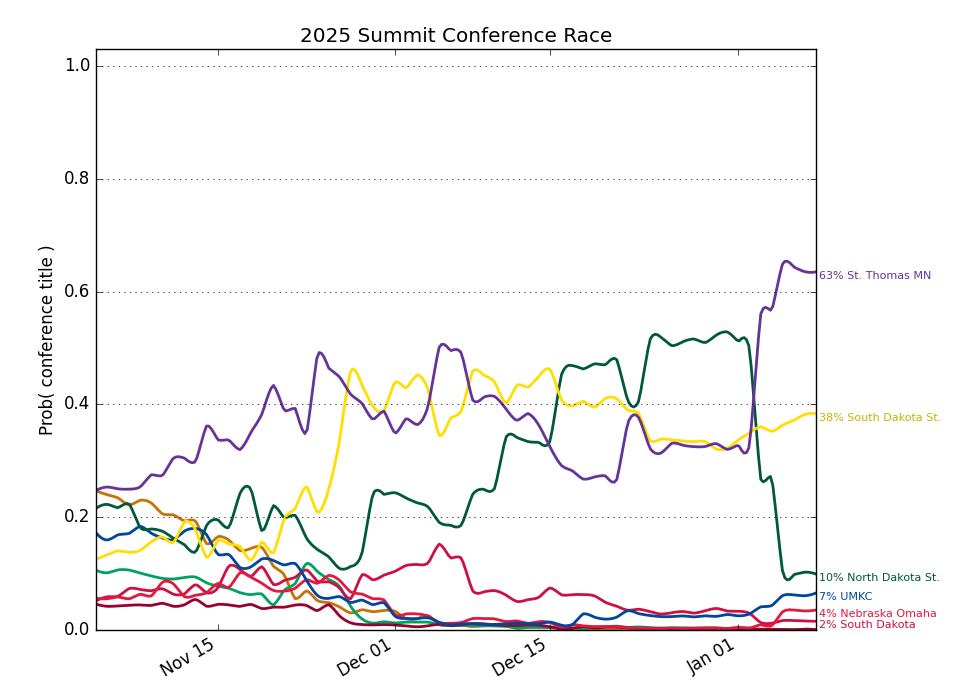 2025 Summit Conference Race
Prob( conference title )
1.0
0.8
0.6
0.4
0.2
0.0
Nov 15
Dec 01
Dec 15
Jan 01
63% St. Thomas MN
38% South Dakota St.
10% North Dakota St.
7% UMKC
4% Nebraska Omaha
2% South Dakota